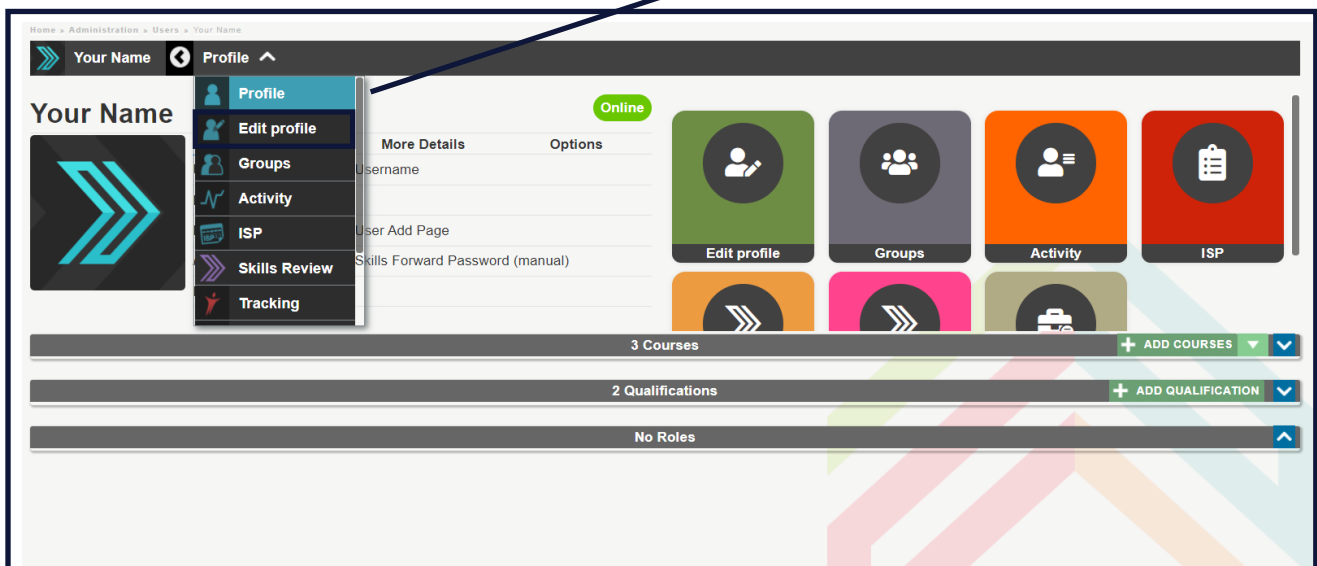 Home » Administration » Users » Your Name
Your Name Profile
Profile
Edit profile
Groups
Activity
ISP
Skills Review
Tracking
Your Name
Online
More Details Options
Username
User Add Page
Skills Forward Password (manual)
Edit profile Groups Activity ISP
3 Courses ADD COURSES
2 Qualifications ADD QUALIFICATION
No Roles